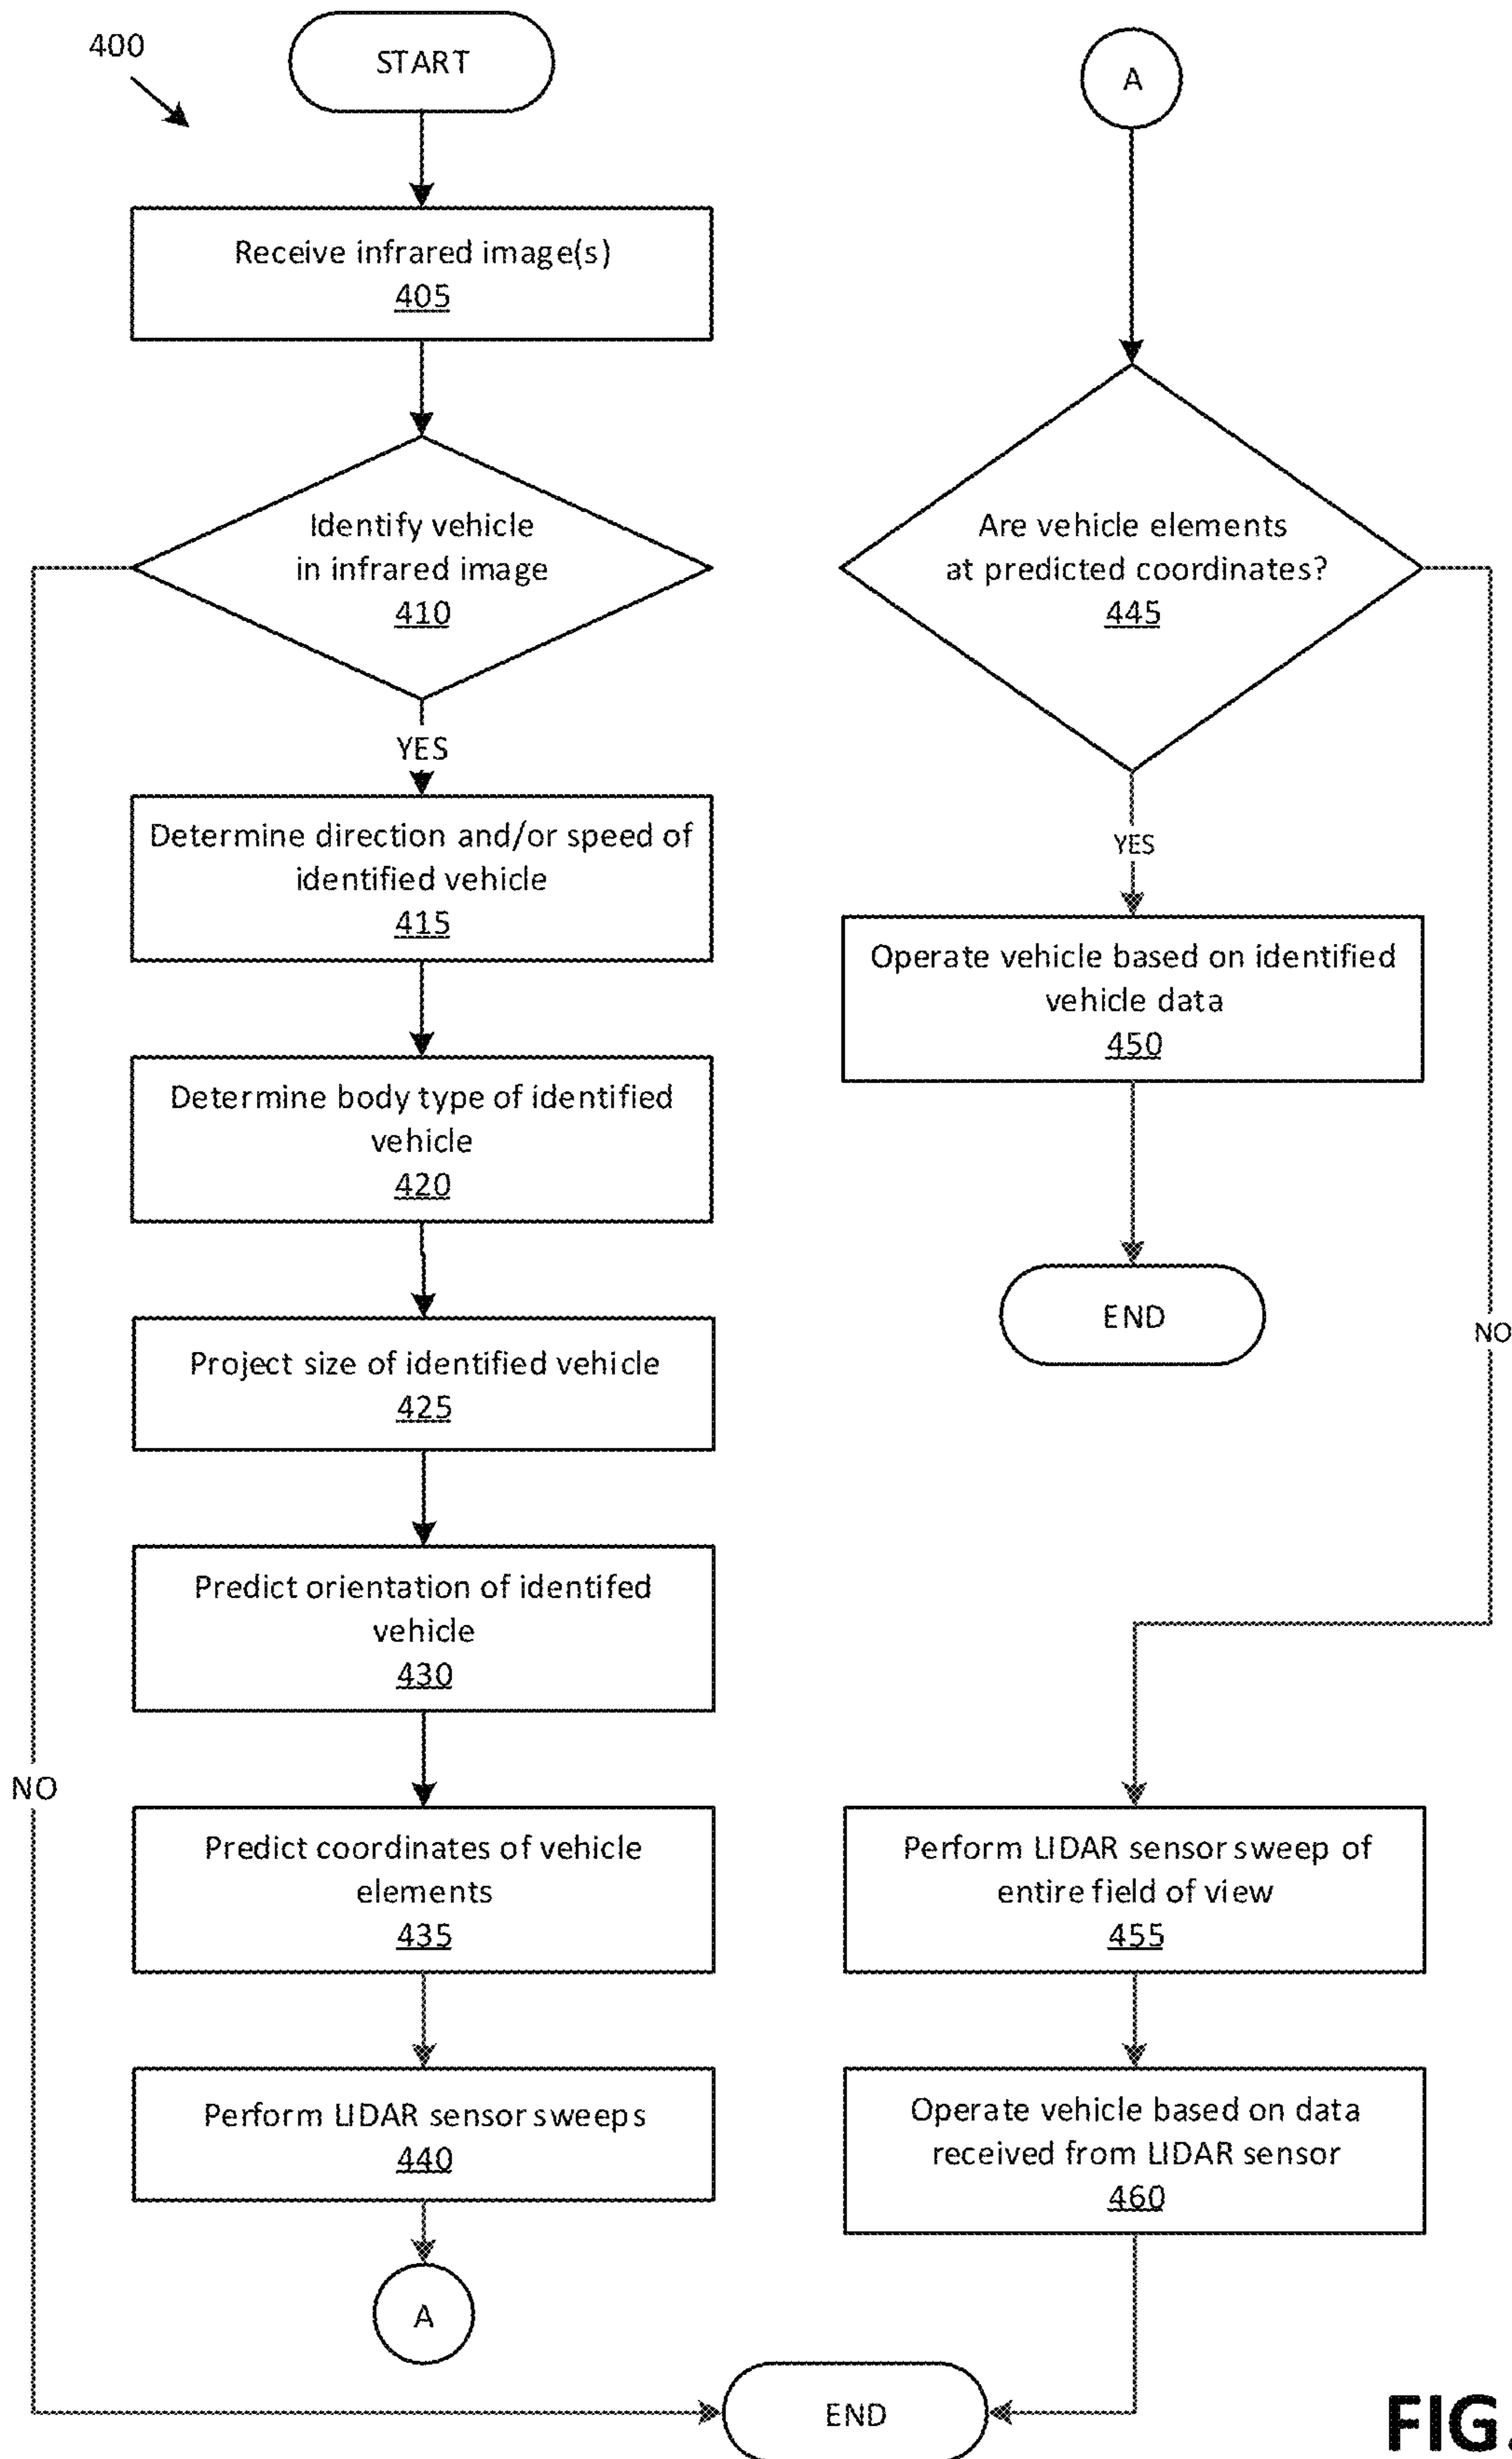 400
START
Receive infrared image(s)
405
Identify vehicle
in infrared image
410
YES
Determine direction and/or speed of
identified vehicle
415
Determine body type of identified
vehicle
420
Project size of identified vehicle
425
Predict orientation of identifed
vehicle
430
NO
Predict coordinates of vehicle
elements
435
Perform LIDAR sensor sweeps
440
A
A
Are vehicle elements
at predicted coordinates?
445
YES
Operate vehicle based on identified
vehicle data
450
END
NO
Perform LIDAR sensor sweep of
entire field of view
455
Operate vehicle based on data
received from LIDAR sensor
460
END
FIG.